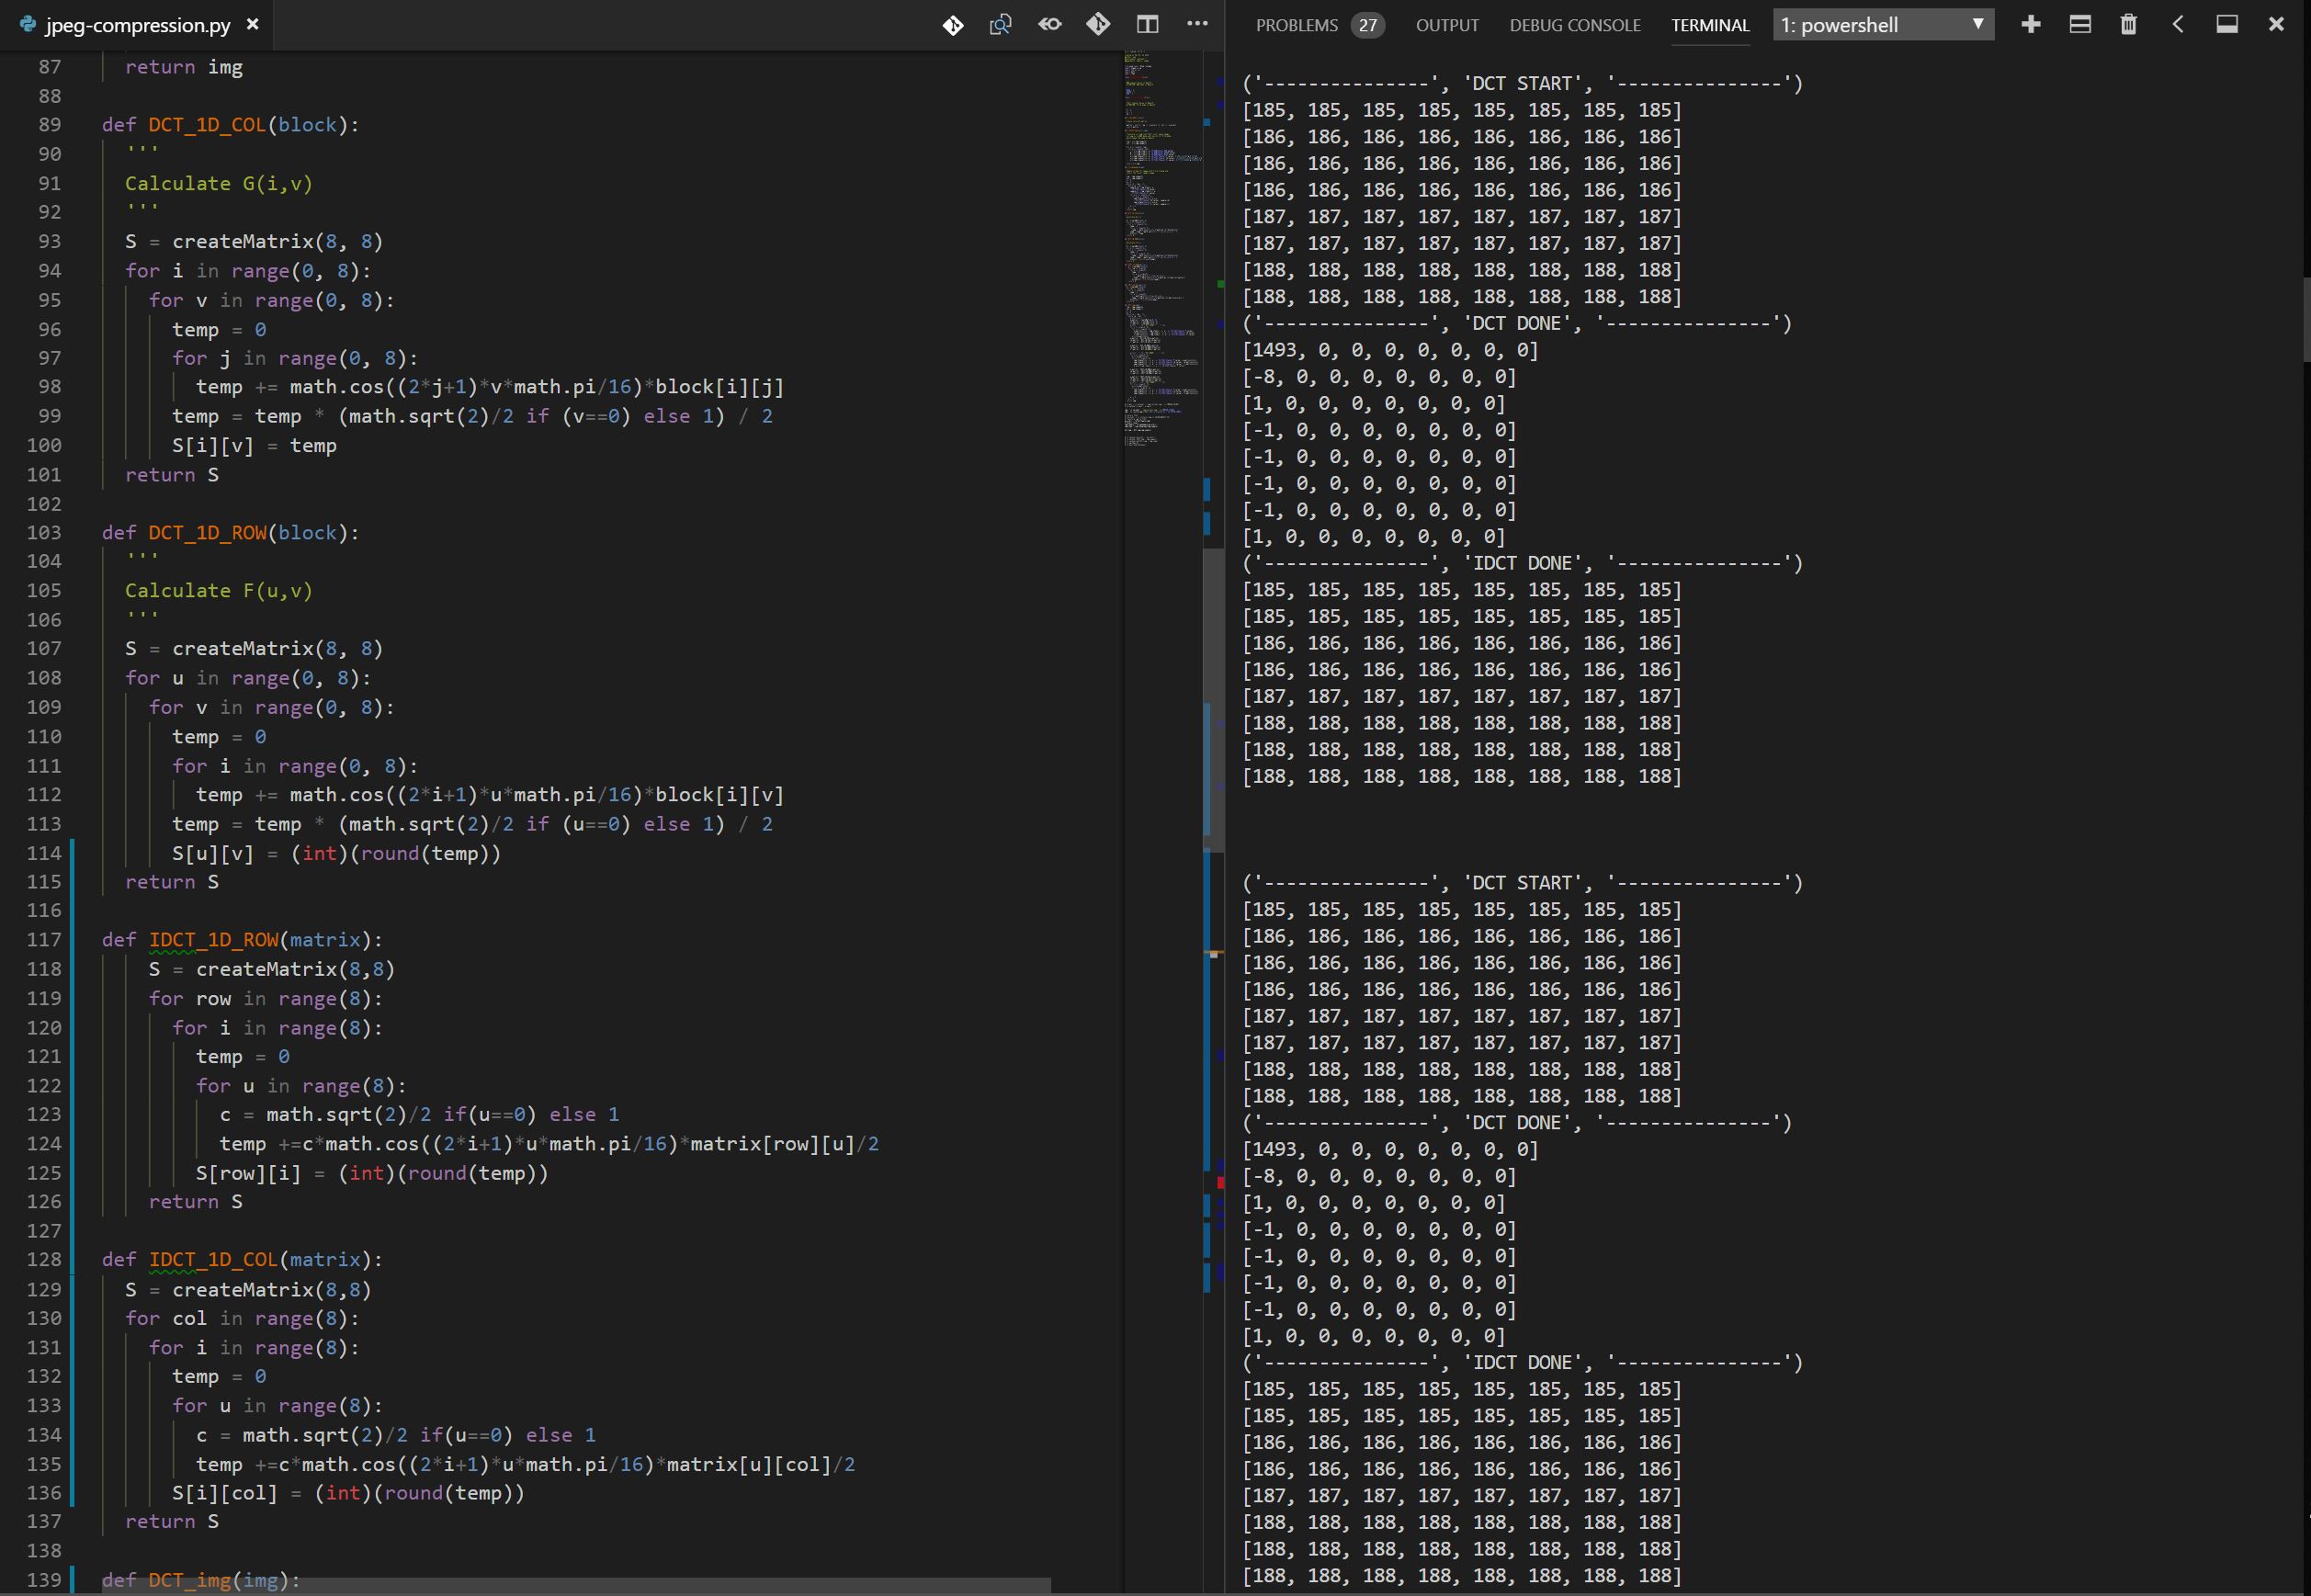 jpeg-compression.py
87 return img
88
89 def DCT_1D_COL(block):
90 '''
91 Calculate G(i,v)
92 '''
93 S = createMatrix(8, 8)
94 for i in range(0, 8):
95 for v in range(0, 8):
96 temp = 0
97 for j in range(0, 8):
98 temp += math.cos((2*j+1)*v*math.pi/16)*block[i][j]
99 temp = temp * (math.sqrt(2)/2 if (v==0) else 1) / 2
100 S[i][v] = temp
101 return S
102
103 def DCT_1D_ROW(block):
104 '''
105 Calculate F(u,v)
106 '''
107 S = createMatrix(8, 8)
108 for u in range(0, 8):
109 for v in range(0, 8):
110 temp = 0
111 for i in range(0, 8):
112 temp += math.cos((2*i+1)*u*math.pi/16)*block[i][v]
113 temp = temp * (math.sqrt(2)/2 if (u==0) else 1) / 2
114 S[u][v] = (int)(round(temp))
115 return S
116
117 def IDCT_1D_ROW(matrix):
118 S = createMatrix(8,8)
119 for row in range(8):
120 for i in range(8):
121 temp = 0
122 for u in range(8):
123 c = math.sqrt(2)/2 if(u==0) else 1
124 temp +=c*math.cos((2*i+1)*u*math.pi/16)*matrix[row][u]/2
125 S[row][i] = (int)(round(temp))
126 return S
127
128 def IDCT_1D_COL(matrix):
129 S = createMatrix(8,8)
130 for col in range(8):
131 for i in range(8):
132 temp = 0
133 for u in range(8):
134 c = math.sqrt(2)/2 if(u==0) else 1
135 temp +=c*math.cos((2*i+1)*u*math.pi/16)*matrix[u][col]/2
136 S[i][col] = (int)(round(temp))
137 return S
138
139 def DCT_img(img):
PROBLEMS 27 OUTPUT DEBUG CONSOLE TERMINAL 1: powershell
('---------------', 'DCT START', '---------------')
[185, 185, 185, 185, 185, 185, 185, 185]
[186, 186, 186, 186, 186, 186, 186, 186]
[186, 186, 186, 186, 186, 186, 186, 186]
[186, 186, 186, 186, 186, 186, 186, 186]
[187, 187, 187, 187, 187, 187, 187, 187]
[187, 187, 187, 187, 187, 187, 187, 187]
[188, 188, 188, 188, 188, 188, 188, 188]
[188, 188, 188, 188, 188, 188, 188, 188]
('---------------', 'DCT DONE', '---------------')
[1493, 0, 0, 0, 0, 0, 0, 0]
[-8, 0, 0, 0, 0, 0, 0, 0]
[1, 0, 0, 0, 0, 0, 0, 0]
[-1, 0, 0, 0, 0, 0, 0, 0]
[-1, 0, 0, 0, 0, 0, 0, 0]
[-1, 0, 0, 0, 0, 0, 0, 0]
[-1, 0, 0, 0, 0, 0, 0, 0]
[1, 0, 0, 0, 0, 0, 0, 0]
('---------------', 'IDCT DONE', '---------------')
[185, 185, 185, 185, 185, 185, 185, 185]
[185, 185, 185, 185, 185, 185, 185, 185]
[186, 186, 186, 186, 186, 186, 186, 186]
[186, 186, 186, 186, 186, 186, 186, 186]
[187, 187, 187, 187, 187, 187, 187, 187]
[188, 188, 188, 188, 188, 188, 188, 188]
[188, 188, 188, 188, 188, 188, 188, 188]
[188, 188, 188, 188, 188, 188, 188, 188]
('---------------', 'DCT START', '---------------')
[185, 185, 185, 185, 185, 185, 185, 185]
[186, 186, 186, 186, 186, 186, 186, 186]
[186, 186, 186, 186, 186, 186, 186, 186]
[186, 186, 186, 186, 186, 186, 186, 186]
[187, 187, 187, 187, 187, 187, 187, 187]
[187, 187, 187, 187, 187, 187, 187, 187]
[188, 188, 188, 188, 188, 188, 188, 188]
[188, 188, 188, 188, 188, 188, 188, 188]
('---------------', 'DCT DONE', '---------------')
[1493, 0, 0, 0, 0, 0, 0, 0]
[-8, 0, 0, 0, 0, 0, 0, 0]
[1, 0, 0, 0, 0, 0, 0, 0]
[-1, 0, 0, 0, 0, 0, 0, 0]
[-1, 0, 0, 0, 0, 0, 0, 0]
[-1, 0, 0, 0, 0, 0, 0, 0]
[-1, 0, 0, 0, 0, 0, 0, 0]
[1, 0, 0, 0, 0, 0, 0, 0]
('---------------', 'IDCT DONE', '---------------')
[185, 185, 185, 185, 185, 185, 185, 185]
[185, 185, 185, 185, 185, 185, 185, 185]
[186, 186, 186, 186, 186, 186, 186, 186]
[186, 186, 186, 186, 186, 186, 186, 186]
[187, 187, 187, 187, 187, 187, 187, 187]
[188, 188, 188, 188, 188, 188, 188, 188]
[188, 188, 188, 188, 188, 188, 188, 188]
[188, 188, 188, 188, 188, 188, 188, 188]